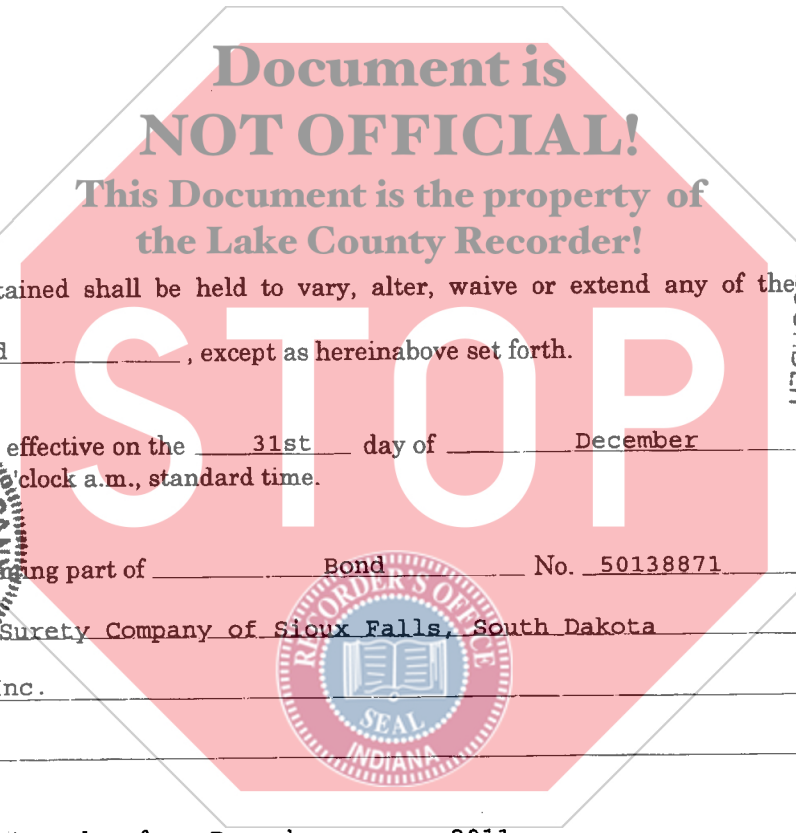 Document is
NOT OFFICIAL!
This Document is the property of
the Lake County Recorder!
tained shall be held to vary, alter, waive or extend any of the
d , except as hereinabove set forth.
STOP
effective on the 31st day of December
o'clock a.m., standard time.
ming part of Bond No. 50138871
Surety Company of Sioux Falls, South Dakota
Inc.
RECORDER'S OFFICE
SEAL
INDIANA
2011